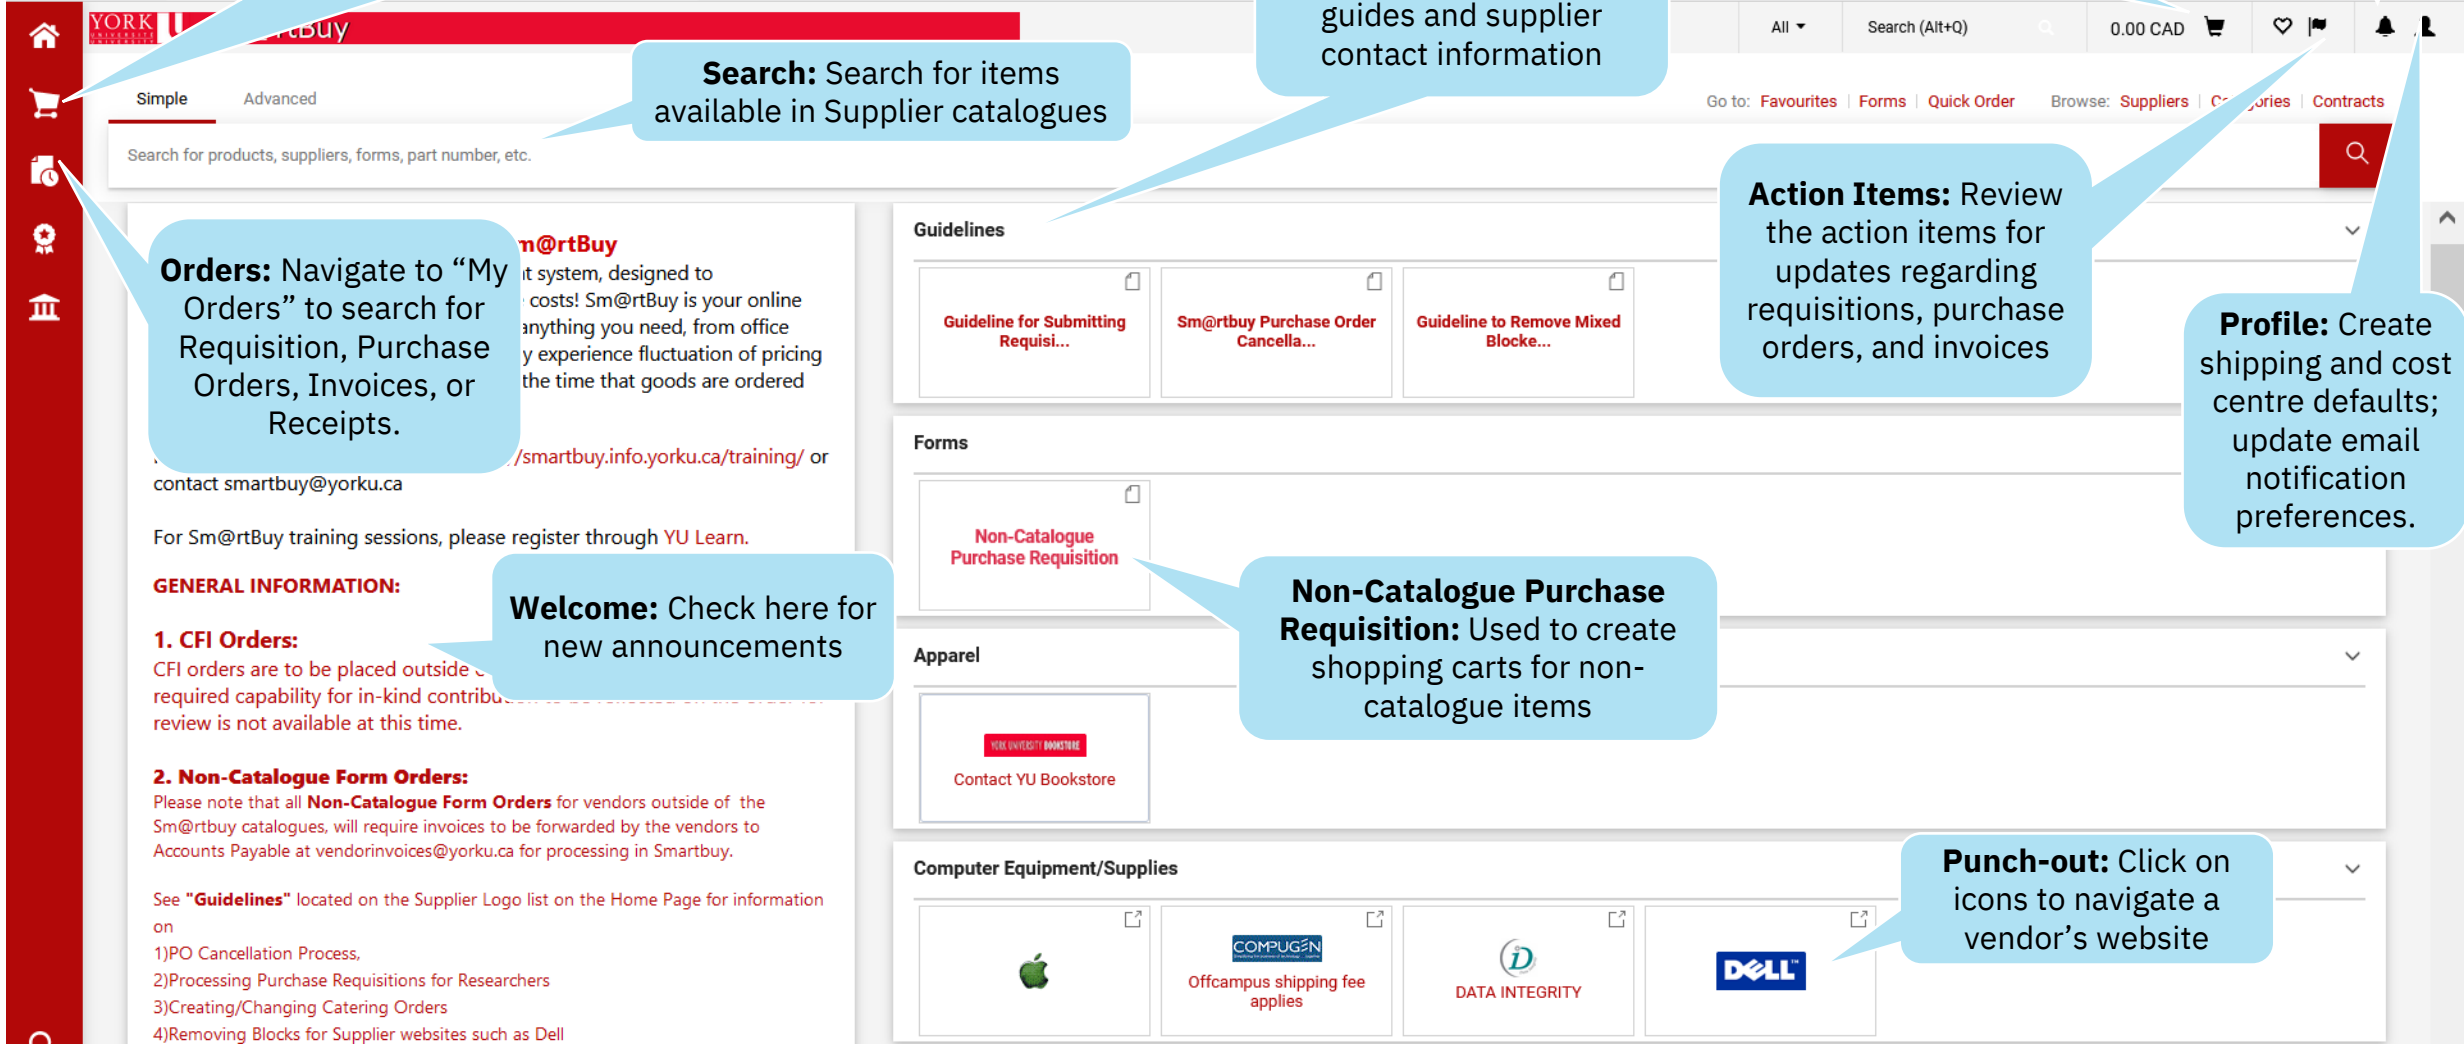 guides and supplier
contact information
YORK U
UNIVERSITÉ
UNIVERSITY
rtBuy
All
Search (Alt+Q)
0.00 CAD
Search: Search for items
available in Supplier catalogues
Simple
Advanced
Go to: Favourites | Forms | Quick Order
Browse: Suppliers | Categories | Contracts
Search for products, suppliers, forms, part number, etc.
Orders: Navigate to “My
Orders” to search for
Requisition, Purchase
Orders, Invoices, or
Receipts.
m@rtBuy
t system, designed to
costs! Sm@rtBuy is your online
anything you need, from office
y experience fluctuation of pricing
the time that goods are ordered
/smartbuy.info.yorku.ca/training/ or
contact smartbuy@yorku.ca
For Sm@rtBuy training sessions, please register through YU Learn.
GENERAL INFORMATION:
Welcome: Check here for
new announcements
1. CFI Orders:
CFI orders are to be placed outside
required capability for in-kind
review is not available at this time.
2. Non-Catalogue Form Orders:
Please note that all Non-Catalogue Form Orders for vendors outside of the
Sm@rtbuy catalogues, will require invoices to be forwarded by the vendors to
Accounts Payable at vendorinvoices@yorku.ca for processing in Smartbuy.
See "Guidelines" located on the Supplier Logo list on the Home Page for information
on
1)PO Cancellation Process,
2)Processing Purchase Requisitions for Researchers
3)Creating/Changing Catering Orders
4)Removing Blocks for Supplier websites such as Dell
Guidelines
Guideline for Submitting
Requisi...
Sm@rtbuy Purchase Order
Cancella...
Guideline to Remove Mixed
Blocke...
Action Items: Review
the action items for
updates regarding
requisitions, purchase
orders, and invoices
Profile: Create
shipping and cost
centre defaults;
update email
notification
preferences.
Forms
Non-Catalogue
Purchase Requisition
Non-Catalogue Purchase
Requisition: Used to create
shopping carts for non-
catalogue items
Apparel
YORK UNIVERSITY BOOKSTORE
Contact YU Bookstore
Computer Equipment/Supplies
Punch-out: Click on
icons to navigate a
vendor’s website
COMPUGEN
Offcampus shipping fee
applies
DATA INTEGRITY
DELL